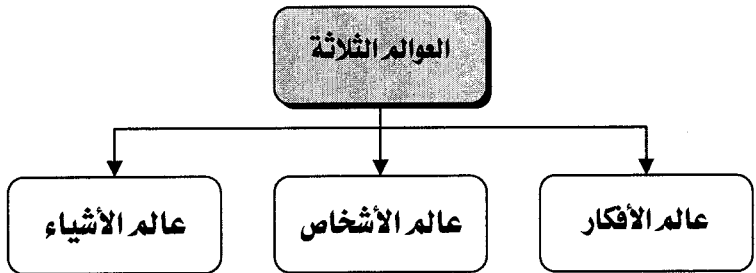 العوالم الثلاثة
عالم الأفكار
عالم الأشخاص
عالم الأشياء